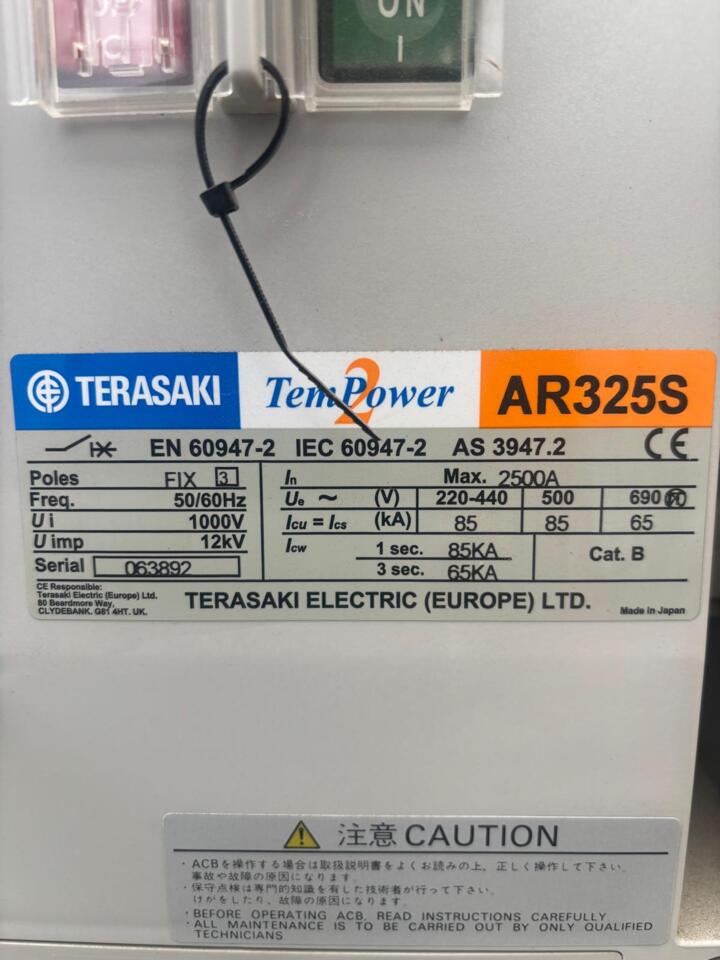 ON
I
TERASAKI
TemPower 2
AR325S
EN 60947-2 IEC 60947-2 AS 3947.2
CE
Poles FIX 3
Freq. 50/60Hz
Ui 1000V
U imp 12kV
Serial 063892
In Max. 2500A
Ue ~ (V) 220-440 500 690
Icu = Ics (kA) 85 85 65
Icw 1 sec. 85KA
3 sec. 65KA
Cat. B
CE Responsible:
Terasaki Electric (Europe) Ltd.
80 Beardmore Way,
CLYDEBANK. G81 4HT. UK.
TERASAKI ELECTRIC (EUROPE) LTD.
Made in Japan
注意 CAUTION
・ACBを操作する場合は取扱説明書をよくお読みの上，正しく操作して下さい。
事故や故障の原因になります。
・保守点検は専門的知識を有した技術者が行って下さい。
けがをしたり、故障の原因になります。
・BEFORE OPERATING ACB, READ INSTRUCTIONS CAREFULLY
・ALL MAINTENANCE IS TO BE CARRIED OUT BY ONLY QUALIFIED
TECHNICIANS